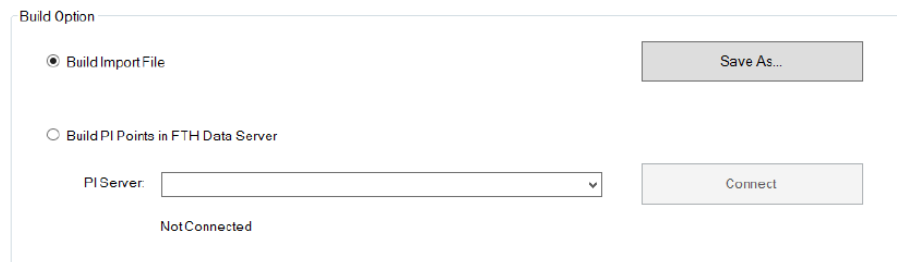 Build Option
Build Import File
Save As...
Build PI Points in FTH Data Server
PI Server:
Connect
Not Connected